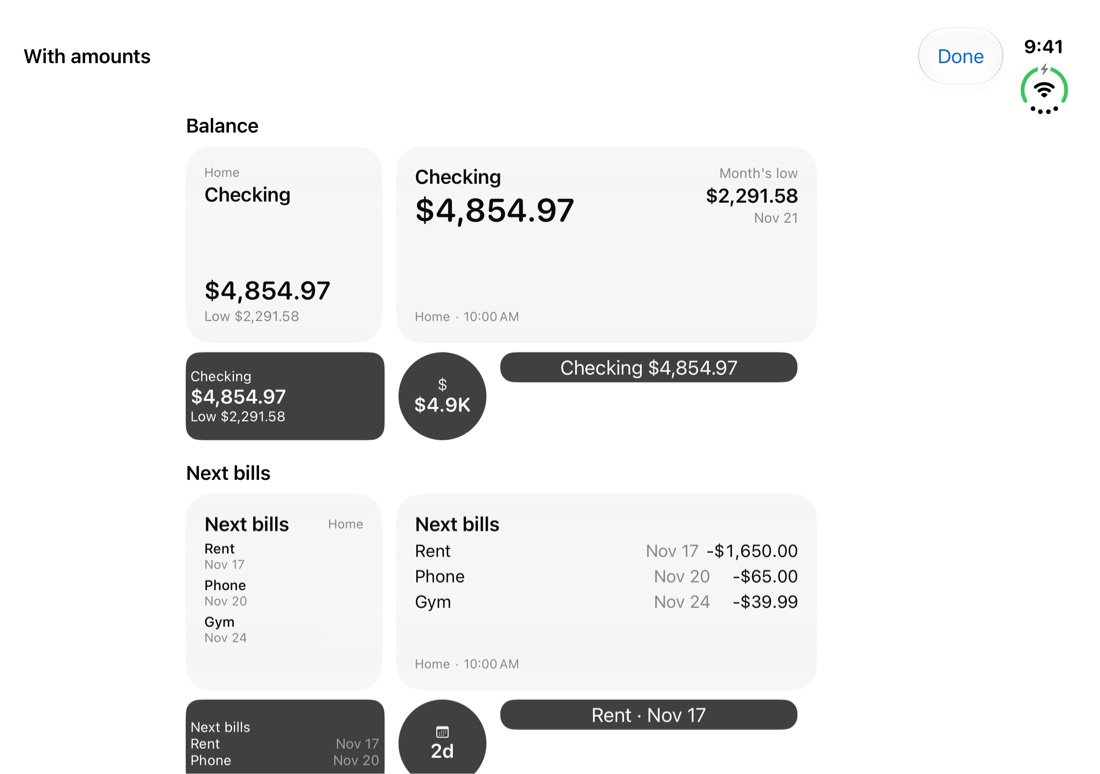 With amounts
Done
9:41
Balance
Home
Checking
$4,854.97
Low $2,291.58
Checking
$4,854.97
Month's low
$2,291.58
Nov 21
Home · 10:00 AM
Checking
$4,854.97
Low $2,291.58
$
$4.9K
Checking $4,854.97
Next bills
Next bills Home
Rent
Nov 17
Phone
Nov 20
Gym
Nov 24
Next bills
Rent Nov 17 -$1,650.00
Phone Nov 20 -$65.00
Gym Nov 24 -$39.99
Home · 10:00 AM
Next bills
Rent Nov 17
Phone Nov 20
2d
Rent · Nov 17